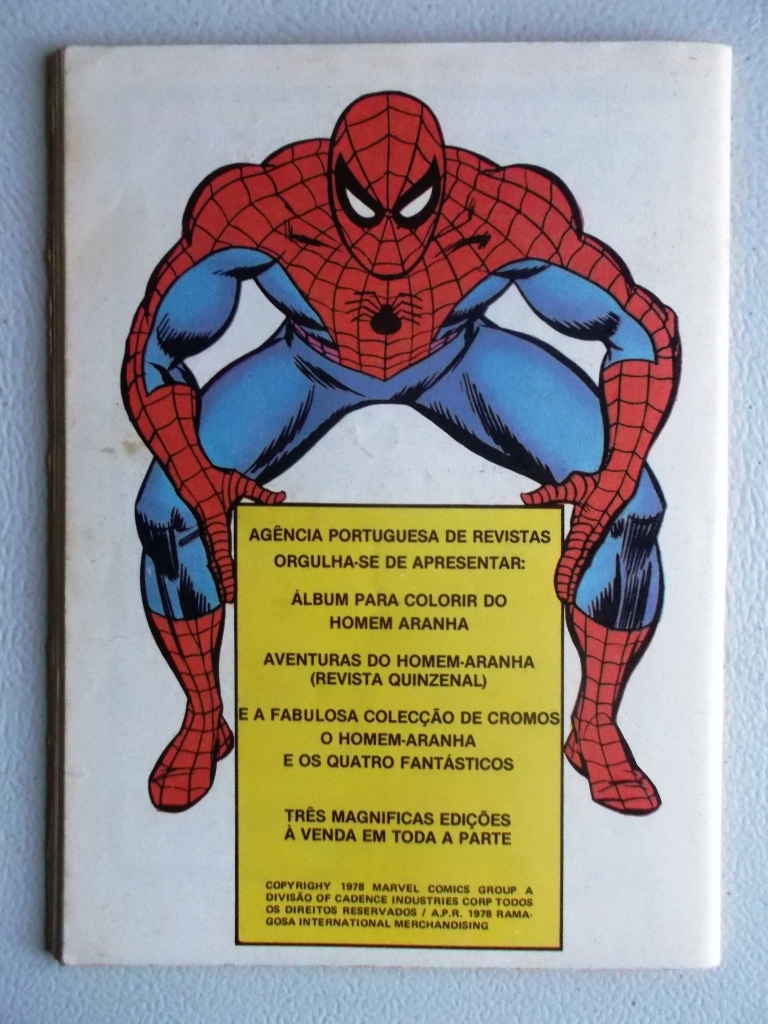 AGÊNCIA PORTUGUESA DE REVISTAS
ORGULHA-SE DE APRESENTAR:
ÁLBUM PARA COLORIR DO
HOMEM ARANHA
AVENTURAS DO HOMEM-ARANHA
(REVISTA QUINZENAL)
E A FABULOSA COLECÇÃO DE CROMOS
O HOMEM-ARANHA
E OS QUATRO FANTÁSTICOS
TRÊS MAGNIFICAS EDIÇÕES
À VENDA EM TODA A PARTE
COPYRIGHY 1978 MARVEL COMICS GROUP A
DIVISÃO OF CADENCE INDUSTRIES CORP TODOS
OS DIREITOS RESERVADOS / A.P.R. 1978 RAMA-
GOSA INTERNATIONAL MERCHANDISING